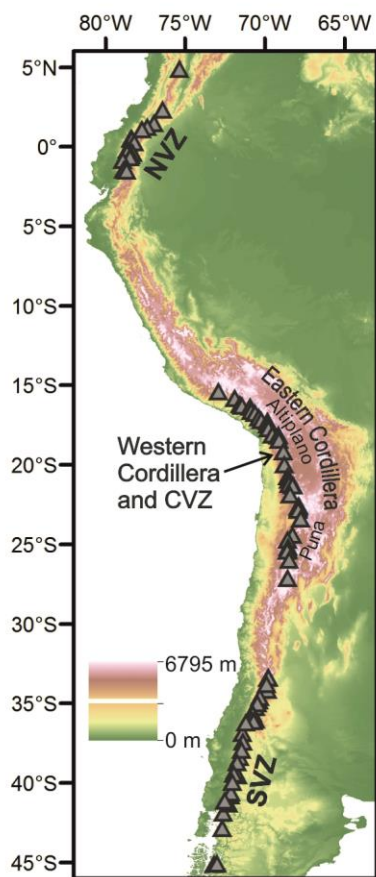 80°W 75°W 70°W 65°W
5°N
0°
5°S
10°S
15°S
20°S
25°S
30°S
35°S
40°S
45°S
NVZ
Eastern Cordillera
Altiplano
Western
Cordillera
and CVZ
Puna
6795 m
0 m
SVZ